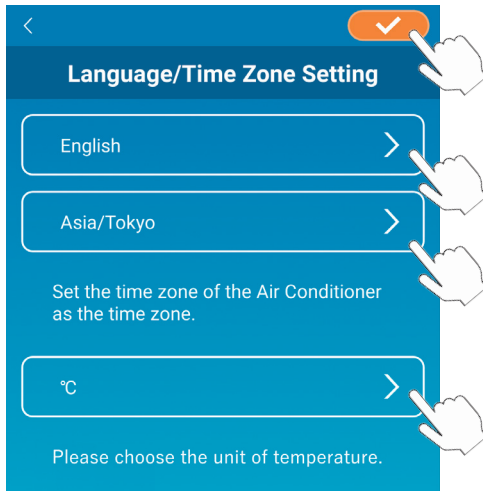 Language/Time Zone Setting
English
Asia/Tokyo
Set the time zone of the Air Conditioner
as the time zone.
℃
Please choose the unit of temperature.